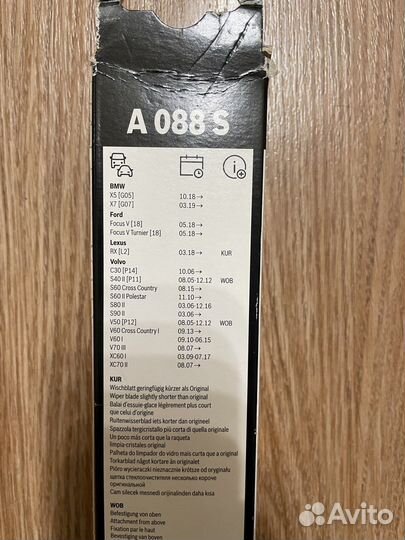 A 088 S
BMW
X5 [G05] 10.18→
X7 [G07] 03.19→
Ford
Focus V [18] 05.18→
Focus V Turnier [18] 05.18→
Lexus
RX [L2] 03.18→ KUR
Volvo
C30 [P14] 10.06→
S40 II [P11] 08.05-12.12 WOB
S60 Cross Country 08.15→
S60 II Polestar 11.10→
S80 II 03.06-12.16
S90 II 03.06→
V50 [P12] 08.05-12.12 WOB
V60 Cross Country I 09.13→
V60 I 09.10-06.15
V70 III 08.07→
XC60 I 03.09-07.17
XC70 II 08.07→
KUR
Wischblatt geringfügig kürzer als Original
Wiper blade slightly shorter than original
Balai d'essuie-glace légèrement plus court
que celui d'origine
Ruitenwisserblad iets korter dan origineel
Spazzola tergicristallo più corta di quella originale
Un poco más corta que la raqueta
limpia-cristales original
Palheta do limpador do vidro mais curta que a original
Torkarblad något kortare än originalet
Pióro wycieraczki nieznacznie krótsze od oryginału
щетка стеклоочистителя несколько короче
оригинальной
Cam silecek mesnedi orijinalinden daha kısa
WOB
Befestigung von oben
Attachment from above
Fixation par le haut
Bevestiging van boven
Avito